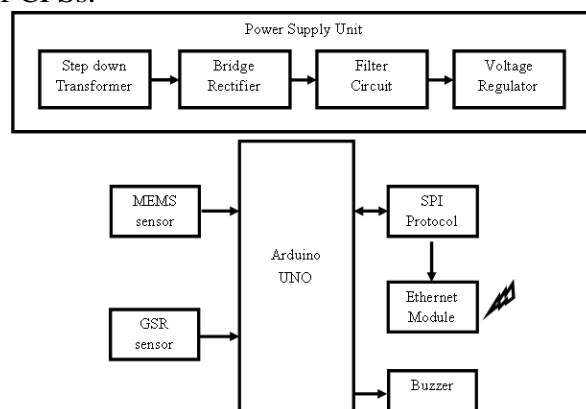 Power Supply Unit
Step down
Transformer
Bridge
Rectifier
Filter
Circuit
Voltage
Regulator
MEMS
sensor
SPI
Protocol
Arduino
UNO
Ethernet
Module
GSR
sensor
Buzzer